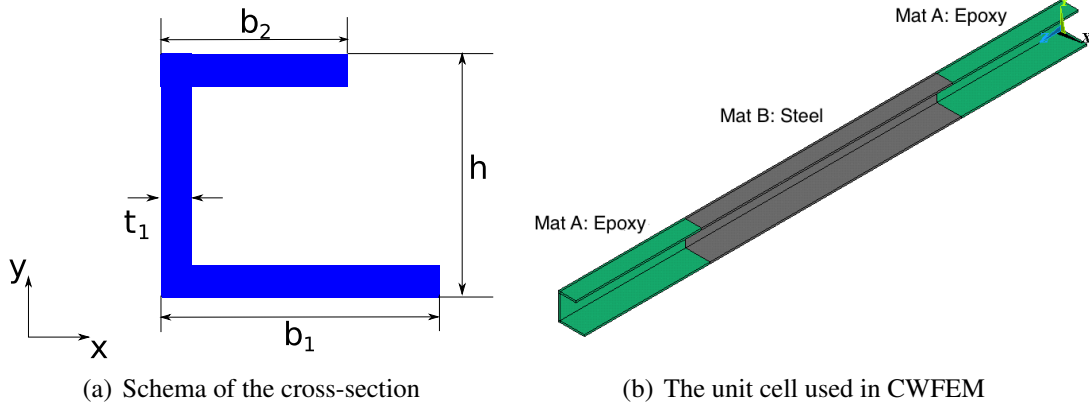 b2
h
t1
y
x
b1
(a) Schema of the cross-section
Mat A: Epoxy
x
Mat B: Steel
Mat A: Epoxy
(b) The unit cell used in CWFEM